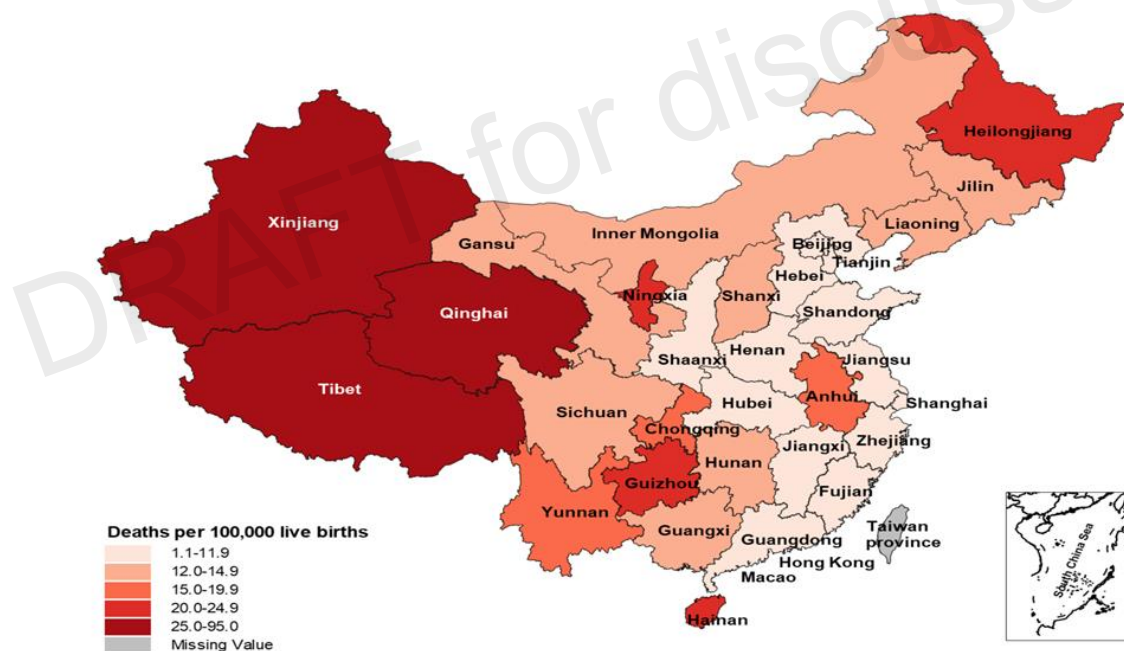 DRAFT for discuss
Heilongjiang
Jilin
Xinjiang
Inner Mongolia
Liaoning
Gansu
Beijing
Tianjin
Hebei
Ningxia
Shanxi
Qinghai
Shandong
Henan
Shaanxi
Jiangsu
Tibet
Anhui
Hubei
Shanghai
Sichuan
Chongqing
Zhejiang
Jiangxi
Hunan
Guizhou
Fujian
Yunnan
Taiwan
province
Guangxi
Guangdong
Hong Kong
Macao
Hainan
South China Sea
Deaths per 100,000 live births
1.1-11.9
12.0-14.9
15.0-19.9
20.0-24.9
25.0-95.0
Missing Value